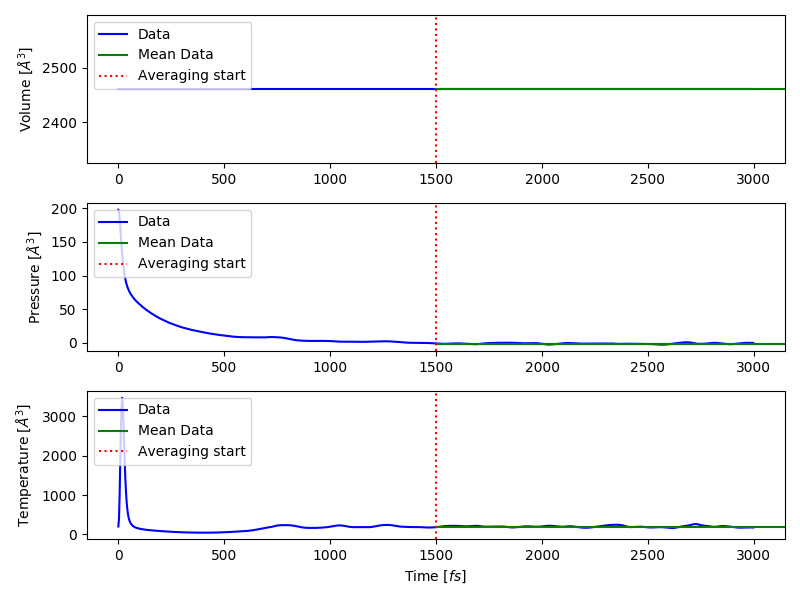 Volume [Å³]
2500
2400
Data
Mean Data
Averaging start
0 500 1000 1500 2000 2500 3000
Pressure [Å³]
200
150
100
50
0
Data
Mean Data
Averaging start
0 500 1000 1500 2000 2500 3000
Temperature [Å³]
3000
2000
1000
0
Data
Mean Data
Averaging start
0 500 1000 1500 2000 2500 3000
Time [fs]